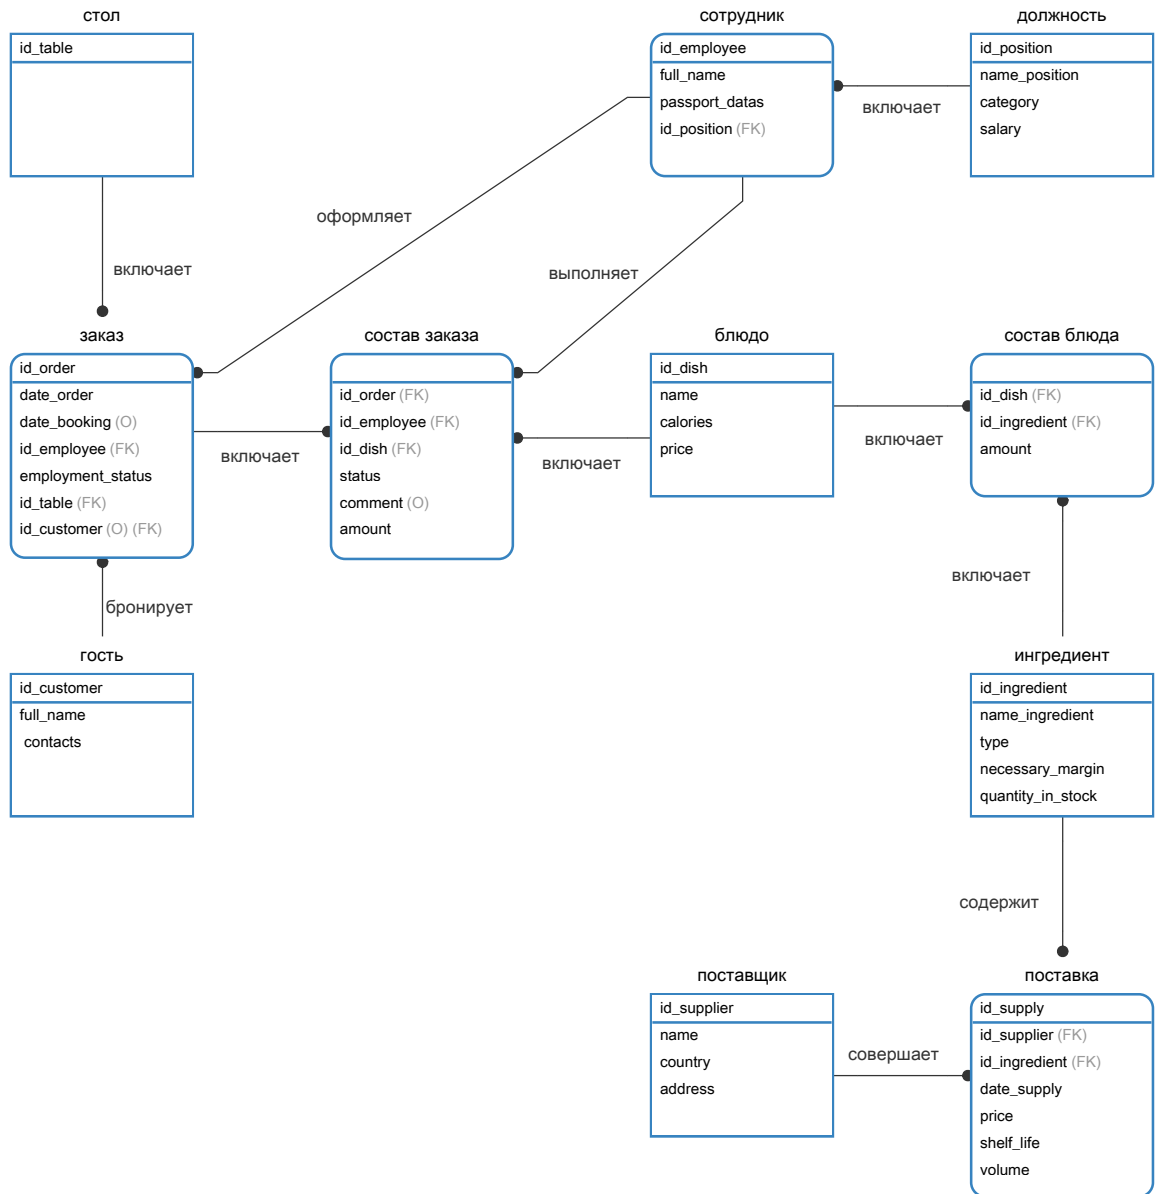 стол
id_table
сотрудник
id_employee
full_name
passport_datas
id_position (FK)
должность
id_position
name_position
category
salary
включает
оформляет
выполняет
включает
заказ
id_order
date_order
date_booking (O)
id_employee (FK)
employment_status
id_table (FK)
id_customer (O) (FK)
включает
состав заказа
id_order (FK)
id_employee (FK)
id_dish (FK)
status
comment (O)
amount
включает
блюдо
id_dish
name
calories
price
включает
состав блюда
id_dish (FK)
id_ingredient (FK)
amount
бронирует
включает
гость
id_customer
full_name
contacts
ингредиент
id_ingredient
name_ingredient
type
necessary_margin
quantity_in_stock
содержит
поставщик
id_supplier
name
country
address
совершает
поставка
id_supply
id_supplier (FK)
id_ingredient (FK)
date_supply
price
shelf_life
volume